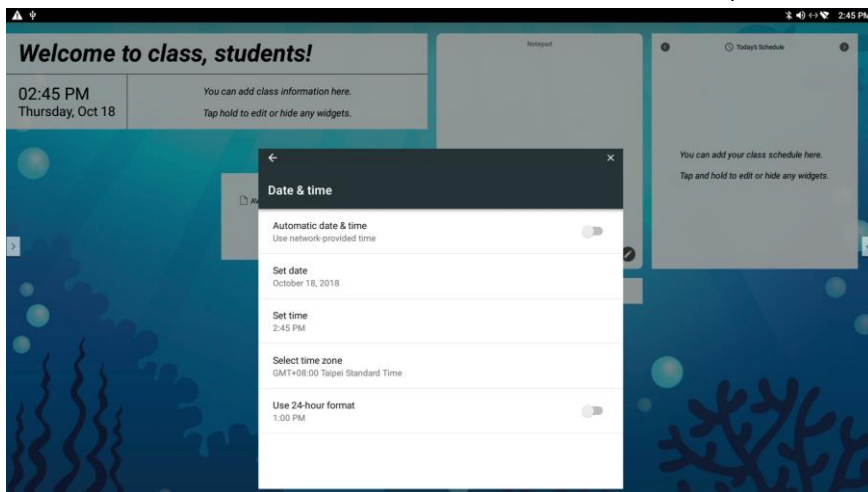 2:45 PM
Welcome to class, students!
02:45 PM
Thursday, Oct 18
You can add class information here.
Tap hold to edit or hide any widgets.
Notepad
Today's Schedule
You can add your class schedule here.
Tap and hold to edit or hide any widgets.
Date & time
Automatic date & time
Use network-provided time
Set date
October 18, 2018
Set time
2:45 PM
Select time zone
GMT+08:00 Taipei Standard Time
Use 24-hour format
1:00 PM